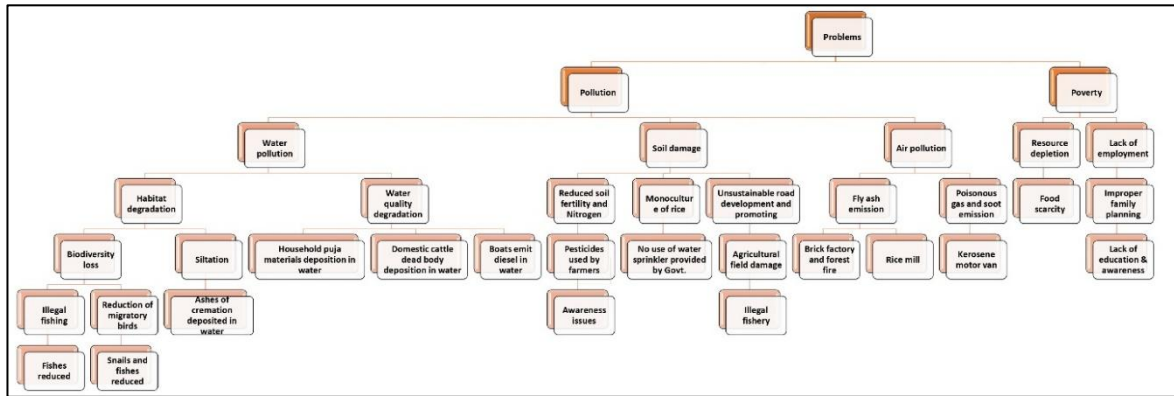 Problems
Pollution
Poverty
Water
pollution
Soil damage
Air pollution
Resource
depletion
Lack of
employment
Habitat
degradation
Water
quality
degradation
Reduced soil
fertility and
Nitrogen
Monocultur
e of rice
Unsustainable road
development and
promoting
Fly ash
emission
Poisonous
gas and soot
emission
Food
scarcity
Improper
family
planning
Biodiversity
loss
Siltation
Household puja
materials deposition in
water
Domestic cattle
dead body
deposition in water
Boats emit
diesel in
water
Pesticides
used by
farmers
No use of water
sprinkler provided
by Govt.
Agricultural
field damage
Brick factory
and forest
fire
Rice mill
Kerosene
motor van
Lack of
education &
awareness
Illegal
fishing
Reduction of
migratory
birds
Ashes of
cremation
deposited in
water
Awareness
issues
Illegal
fishery
Fishes
reduced
Snails and
fishes
reduced